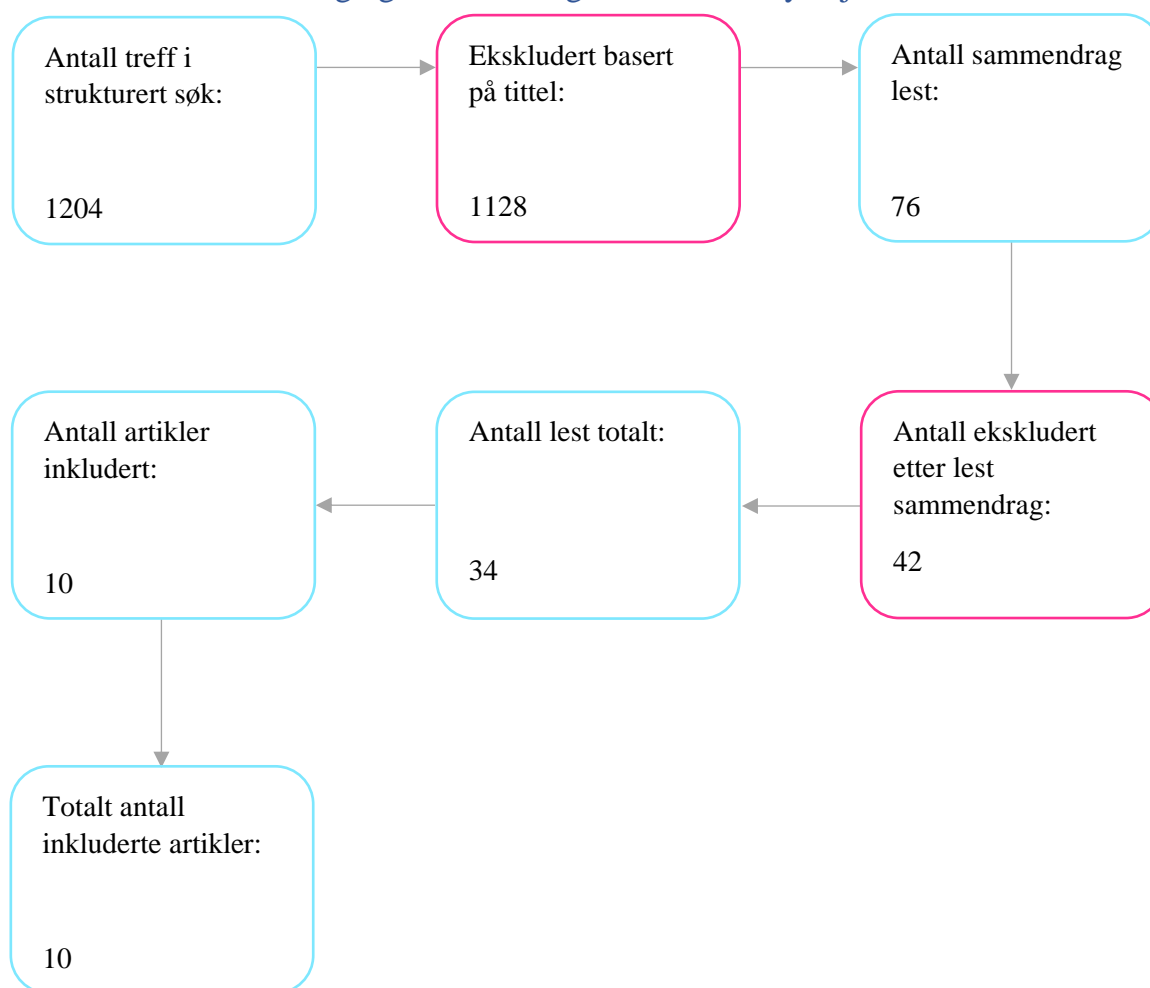 Antall treff i
strukturert søk:
1204
Ekskludert basert
på tittel:
1128
Antall sammendrag
lest:
76
Antall ekskludert
etter lest
sammendrag:
42
Antall lest totalt:
34
Antall artikler
inkludert:
10
Totalt antall
inkluderte artikler:
10